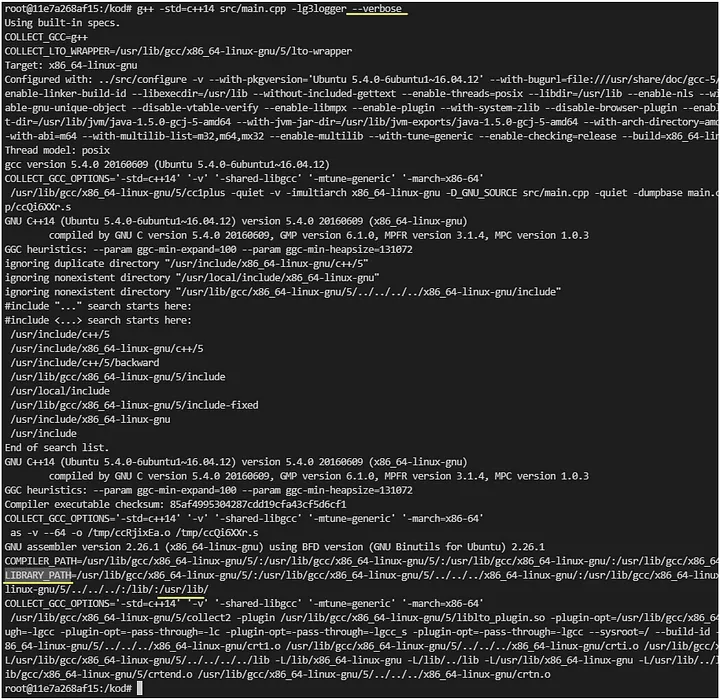 root@11e7a268af15:/kod# g++ -std=c++14 src/main.cpp -lg3logger --verbose
Using built-in specs.
COLLECT_GCC=g++
COLLECT_LTO_WRAPPER=/usr/lib/gcc/x86_64-linux-gnu/5/lto-wrapper
Target: x86_64-linux-gnu
Configured with: ../src/configure -v --with-pkgversion='Ubuntu 5.4.0-6ubuntu1~16.04.12' --with-bugurl=file:///usr/share/doc/gcc-5/
enable-linker-build-id --libexecdir=/usr/lib --without-included-gettext --enable-threads=posix --libdir=/usr/lib --enable-nls --wi
able-gnu-unique-object --disable-vtable-verify --enable-libmpx --enable-plugin --with-system-zlib --disable-browser-plugin --enabl
t-dir=/usr/lib/jvm/java-1.5.0-gcj-5-amd64 --with-jvm-jar-dir=/usr/lib/jvm-exports/java-1.5.0-gcj-5-amd64 --with-arch-directory=amd
-with-abi=m64 --with-multilib-list=m32,m64,mx32 --enable-multilib --with-tune=generic --enable-checking=release --build=x86_64-lin
Thread model: posix
gcc version 5.4.0 20160609 (Ubuntu 5.4.0-6ubuntu1~16.04.12)
COLLECT_GCC_OPTIONS='-std=c++14' '-v' '-shared-libgcc' '-mtune=generic' '-march=x86-64'
/usr/lib/gcc/x86_64-linux-gnu/5/cc1plus -quiet -v -imultiarch x86_64-linux-gnu -D_GNU_SOURCE src/main.cpp -quiet -dumpbase main.c
p/ccQi6XXr.s
GNU C++14 (Ubuntu 5.4.0-6ubuntu1~16.04.12) version 5.4.0 20160609 (x86_64-linux-gnu)
compiled by GNU C version 5.4.0 20160609, GMP version 6.1.0, MPFR version 3.1.4, MPC version 1.0.3
GGC heuristics: --param ggc-min-expand=100 --param ggc-min-heapsize=131072
ignoring duplicate directory "/usr/include/x86_64-linux-gnu/c++/5"
ignoring nonexistent directory "/usr/local/include/x86_64-linux-gnu"
ignoring nonexistent directory "/usr/lib/gcc/x86_64-linux-gnu/5/../../../../x86_64-linux-gnu/include"
#include "..." search starts here:
#include <...> search starts here:
/usr/include/c++/5
/usr/include/x86_64-linux-gnu/c++/5
/usr/include/c++/5/backward
/usr/lib/gcc/x86_64-linux-gnu/5/include
/usr/local/include
/usr/lib/gcc/x86_64-linux-gnu/5/include-fixed
/usr/include/x86_64-linux-gnu
/usr/include
End of search list.
GNU C++14 (Ubuntu 5.4.0-6ubuntu1~16.04.12) version 5.4.0 20160609 (x86_64-linux-gnu)
compiled by GNU C version 5.4.0 20160609, GMP version 6.1.0, MPFR version 3.1.4, MPC version 1.0.3
GGC heuristics: --param ggc-min-expand=100 --param ggc-min-heapsize=131072
Compiler executable checksum: 85af4995304287cdd19cfa43cf5d6cf1
COLLECT_GCC_OPTIONS='-std=c++14' '-v' '-shared-libgcc' '-mtune=generic' '-march=x86-64'
as -v --64 -o /tmp/ccRjixEa.o /tmp/ccQi6XXr.s
GNU assembler version 2.26.1 (x86_64-linux-gnu) using BFD version (GNU Binutils for Ubuntu) 2.26.1
COMPILER_PATH=/usr/lib/gcc/x86_64-linux-gnu/5/:/usr/lib/gcc/x86_64-linux-gnu/5/:/usr/lib/gcc/x86_64-linux-gnu/:/usr/lib/gcc/x86_64
LIBRARY_PATH=/usr/lib/gcc/x86_64-linux-gnu/5/:/usr/lib/gcc/x86_64-linux-gnu/5/../../../x86_64-linux-gnu/:/usr/lib/gcc/x86_64-linux
linux-gnu/5/../../../:/lib/:/usr/lib/
COLLECT_GCC_OPTIONS='-std=c++14' '-v' '-shared-libgcc' '-mtune=generic' '-march=x86-64'
/usr/lib/gcc/x86_64-linux-gnu/5/collect2 -plugin /usr/lib/gcc/x86_64-linux-gnu/5/liblto_plugin.so -plugin-opt=/usr/lib/gcc/x86_6
ugh=-lgcc -plugin-opt=-pass-through=-lc -plugin-opt=-pass-through=-lgcc_s -plugin-opt=-pass-through=-lgcc --sysroot=/ --build-id -
86_64-linux-gnu/5/../../../x86_64-linux-gnu/crt1.o /usr/lib/gcc/x86_64-linux-gnu/5/../../../x86_64-linux-gnu/crti.o /usr/lib/gcc/
L/usr/lib/gcc/x86_64-linux-gnu/5/../../../../lib -L/lib/x86_64-linux-gnu -L/lib/../lib -L/usr/lib/x86_64-linux-gnu -L/usr/lib/../l
ib/gcc/x86_64-linux-gnu/5/crtend.o /usr/lib/gcc/x86_64-linux-gnu/5/../../../x86_64-linux-gnu/crtn.o
root@11e7a268af15:/kod#